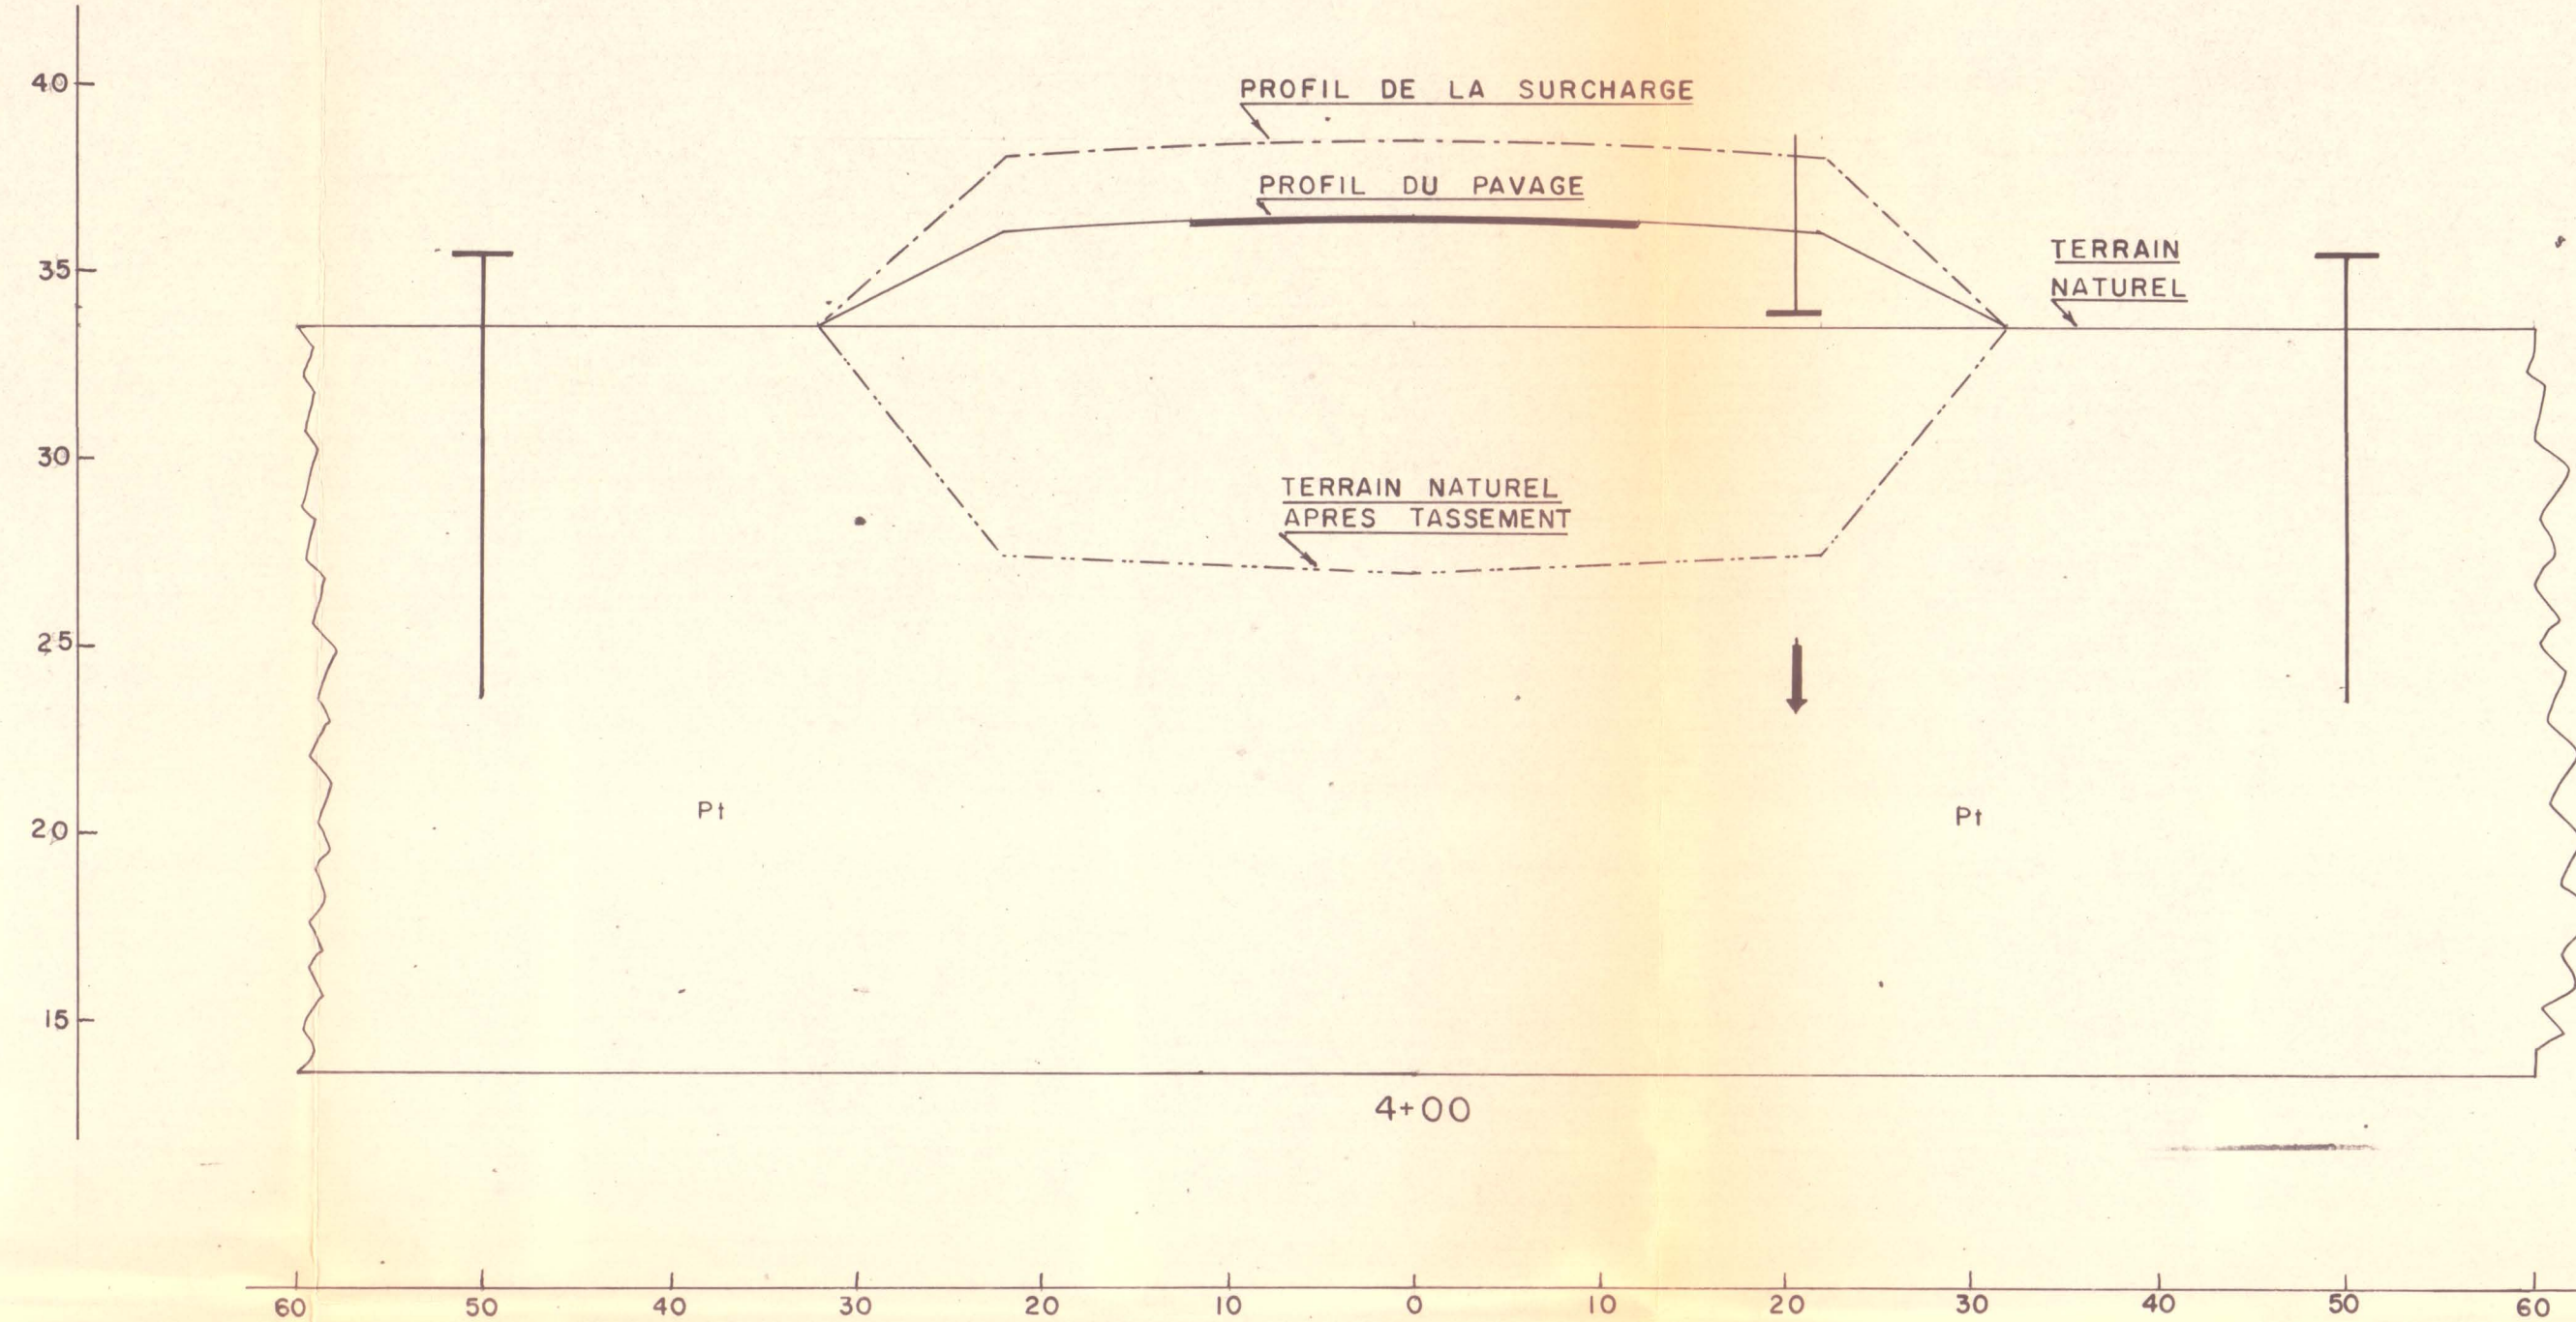 40
PROFIL DE LA SURCHARGE
PROFIL DU PAVAGE
35
TERRAIN
NATUREL
30
TERRAIN NATUREL
APRES TASSEMENT
25
Pt
Pt
20
15
4+00
60 50 40 30 20 10 0 10 20 30 40 50 60